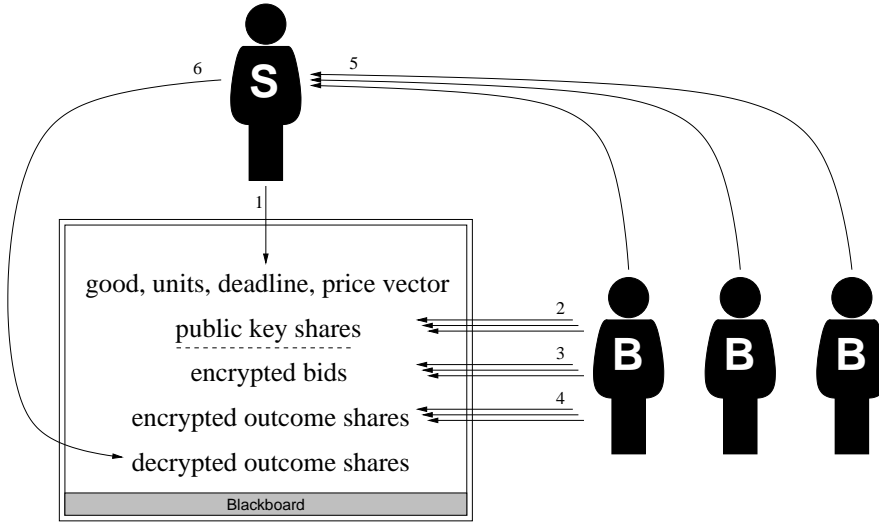 6
5
S
1
good, units, deadline, price vector
2
public key shares
3
encrypted bids
B
B
B
4
encrypted outcome shares
decrypted outcome shares
Blackboard